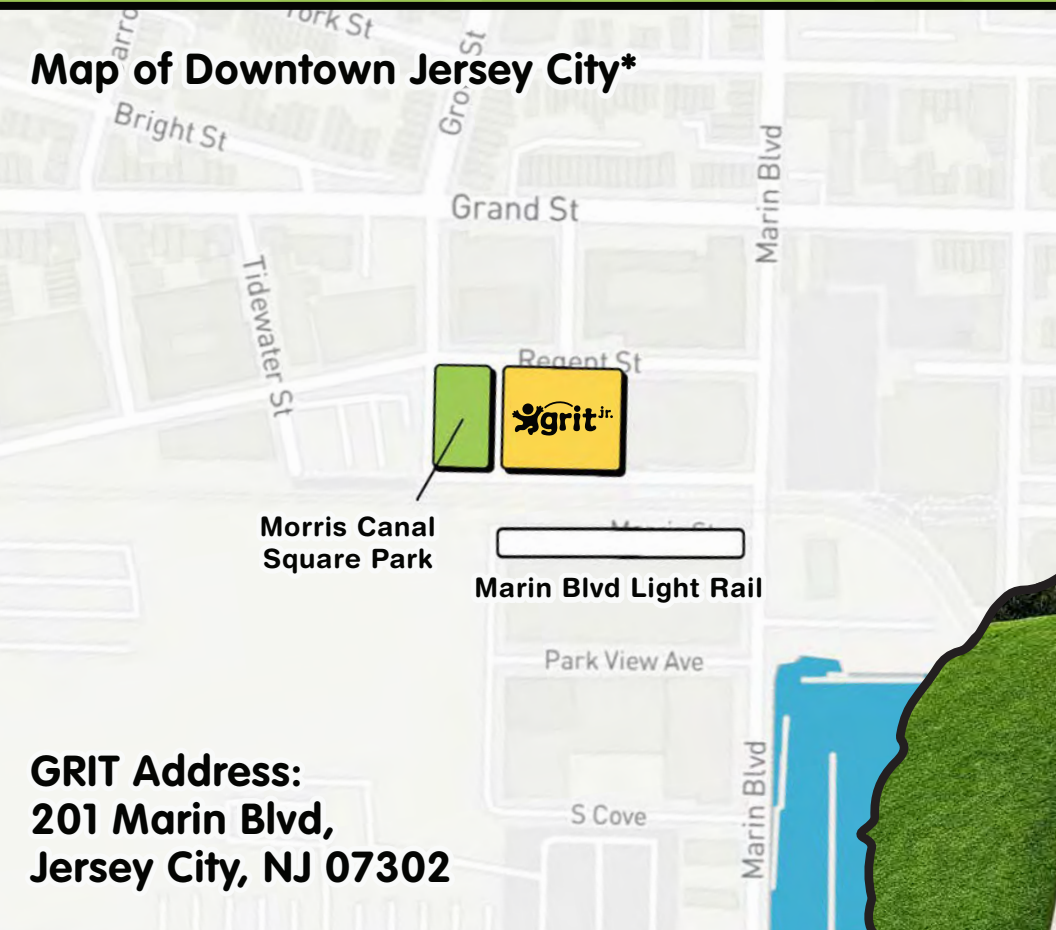 York St
Map of Downtown Jersey City*
Bright St
Grand St
Marin Blvd
Tidewater St
Regent St
grit jr.
Morris Canal
Square Park
Marin Blvd Light Rail
Park View Ave
GRIT Address:
201 Marin Blvd,
Jersey City, NJ 07302
S Cove
Marin Blvd